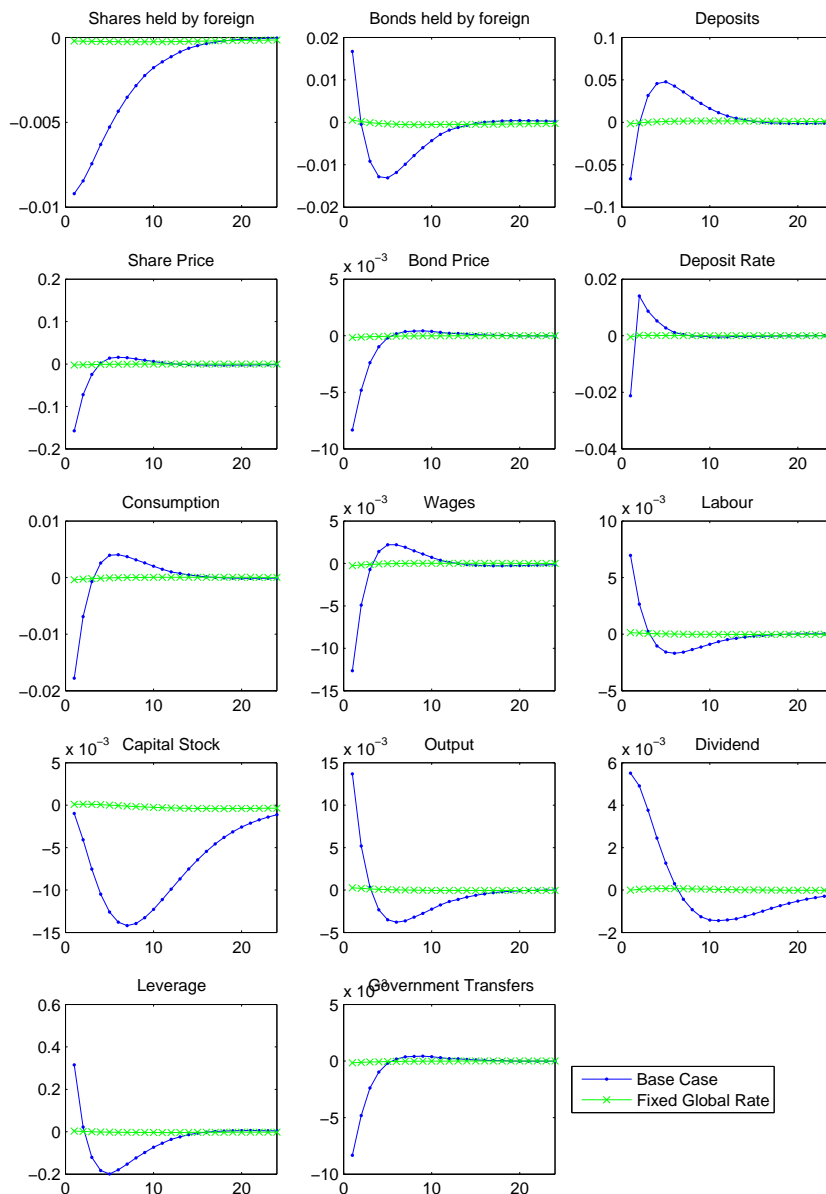 Shares held by foreign
0
−0.005
−0.01
0 10 20
Bonds held by foreign
0.02
0.01
0
−0.01
−0.02
0 10 20
Deposits
0.1
0.05
0
−0.05
−0.1
0 10 20
Share Price
0.2
0.1
0
−0.1
−0.2
0 10 20
Bond Price
x 10⁻³
5
0
−5
−10
0 10 20
Deposit Rate
0.02
0
−0.02
−0.04
0 10 20
Consumption
0.01
0
−0.01
−0.02
0 10 20
Wages
x 10⁻³
5
0
−5
−10
−15
0 10 20
Labour
x 10⁻³
10
5
0
−5
0 10 20
Capital Stock
x 10⁻³
5
0
−5
−10
−15
0 10 20
Output
x 10⁻³
15
10
5
0
−5
0 10 20
Dividend
x 10⁻³
6
4
2
0
−2
0 10 20
Leverage
0.6
0.4
0.2
0
−0.2
0 10 20
Government Transfers
x 10⁻³
5
0
−5
−10
0 10 20
Base Case
Fixed Global Rate